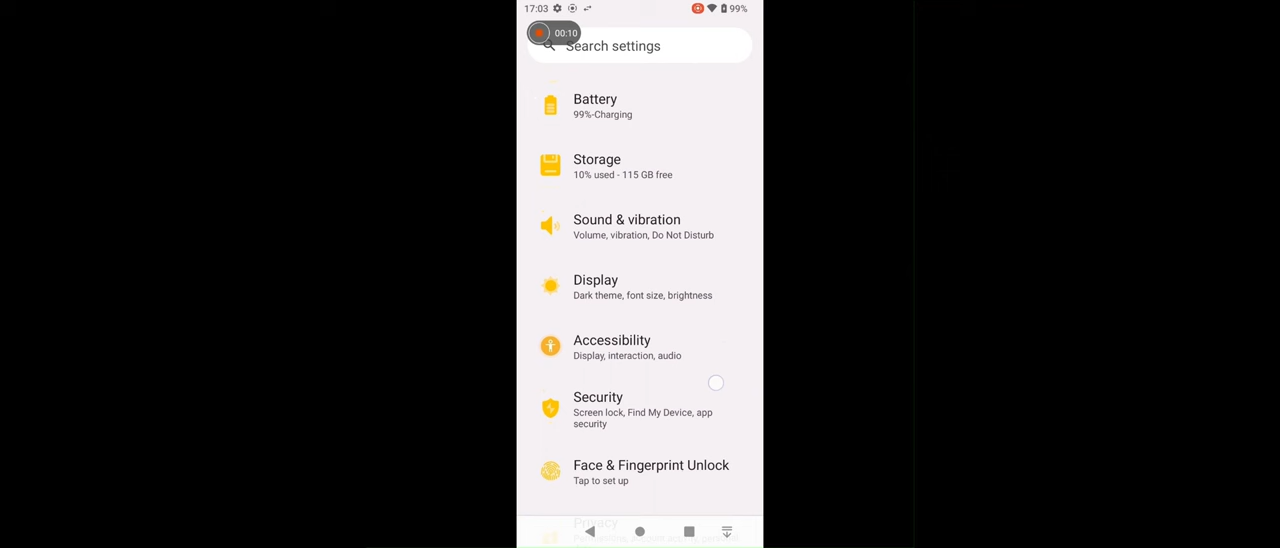 17:03 99%
00:10
Search settings
Battery
99%-Charging
Storage
10% used - 115 GB free
Sound & vibration
Volume, vibration, Do Not Disturb
Display
Dark theme, font size, brightness
Accessibility
Display, interaction, audio
Security
Screen lock, Find My Device, app
security
Face & Fingerprint Unlock
Tap to set up
Privacy